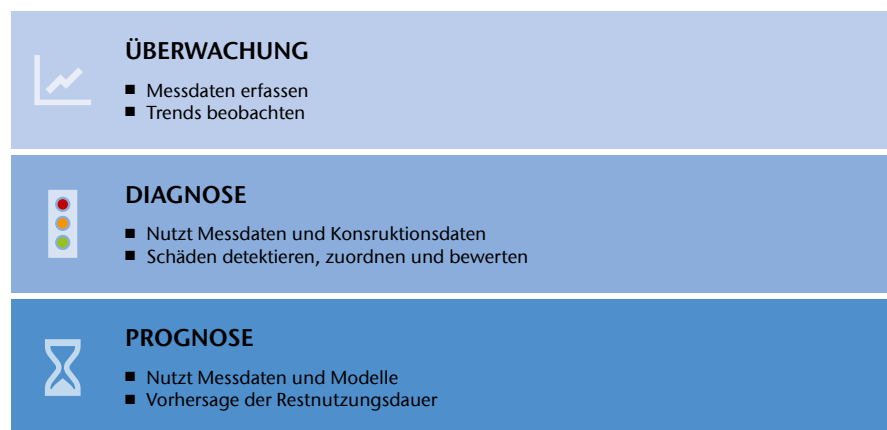 ÜBERWACHUNG
■ Messdaten erfassen
■ Trends beobachten
DIAGNOSE
■ Nutzt Messdaten und Konsruktionsdaten
■ Schäden detektieren, zuordnen und bewerten
PROGNOSE
■ Nutzt Messdaten und Modelle
■ Vorhersage der Restnutzungsdauer